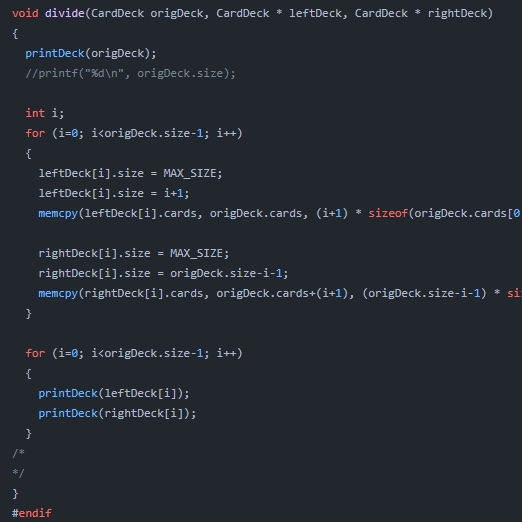 void divide(CardDeck origDeck, CardDeck * leftDeck, CardDeck * rightDeck)
{
  printDeck(origDeck);
  //printf("%d\n", origDeck.size);

  int i;
  for (i=0; i<origDeck.size-1; i++)
  {
    leftDeck[i].size = MAX_SIZE;
    leftDeck[i].size = i+1;
    memcpy(leftDeck[i].cards, origDeck.cards, (i+1) * sizeof(origDeck.cards[0

    rightDeck[i].size = MAX_SIZE;
    rightDeck[i].size = origDeck.size-i-1;
    memcpy(rightDeck[i].cards, origDeck.cards+(i+1), (origDeck.size-i-1) * si
  }

  for (i=0; i<origDeck.size-1; i++)
  {
    printDeck(leftDeck[i]);
    printDeck(rightDeck[i]);
  }
/*
*/
}
#endif